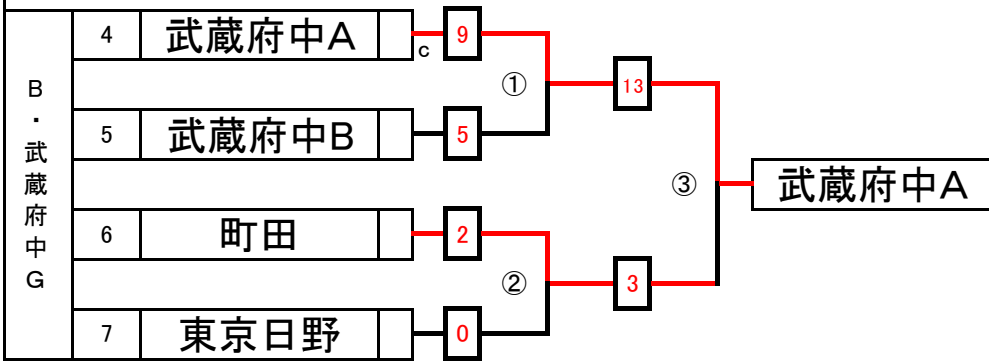 B・武蔵府中G
4 武蔵府中A c 9
① 13
5 武蔵府中B 5
③ 武蔵府中A
6 町田 2
② 3
7 東京日野 0